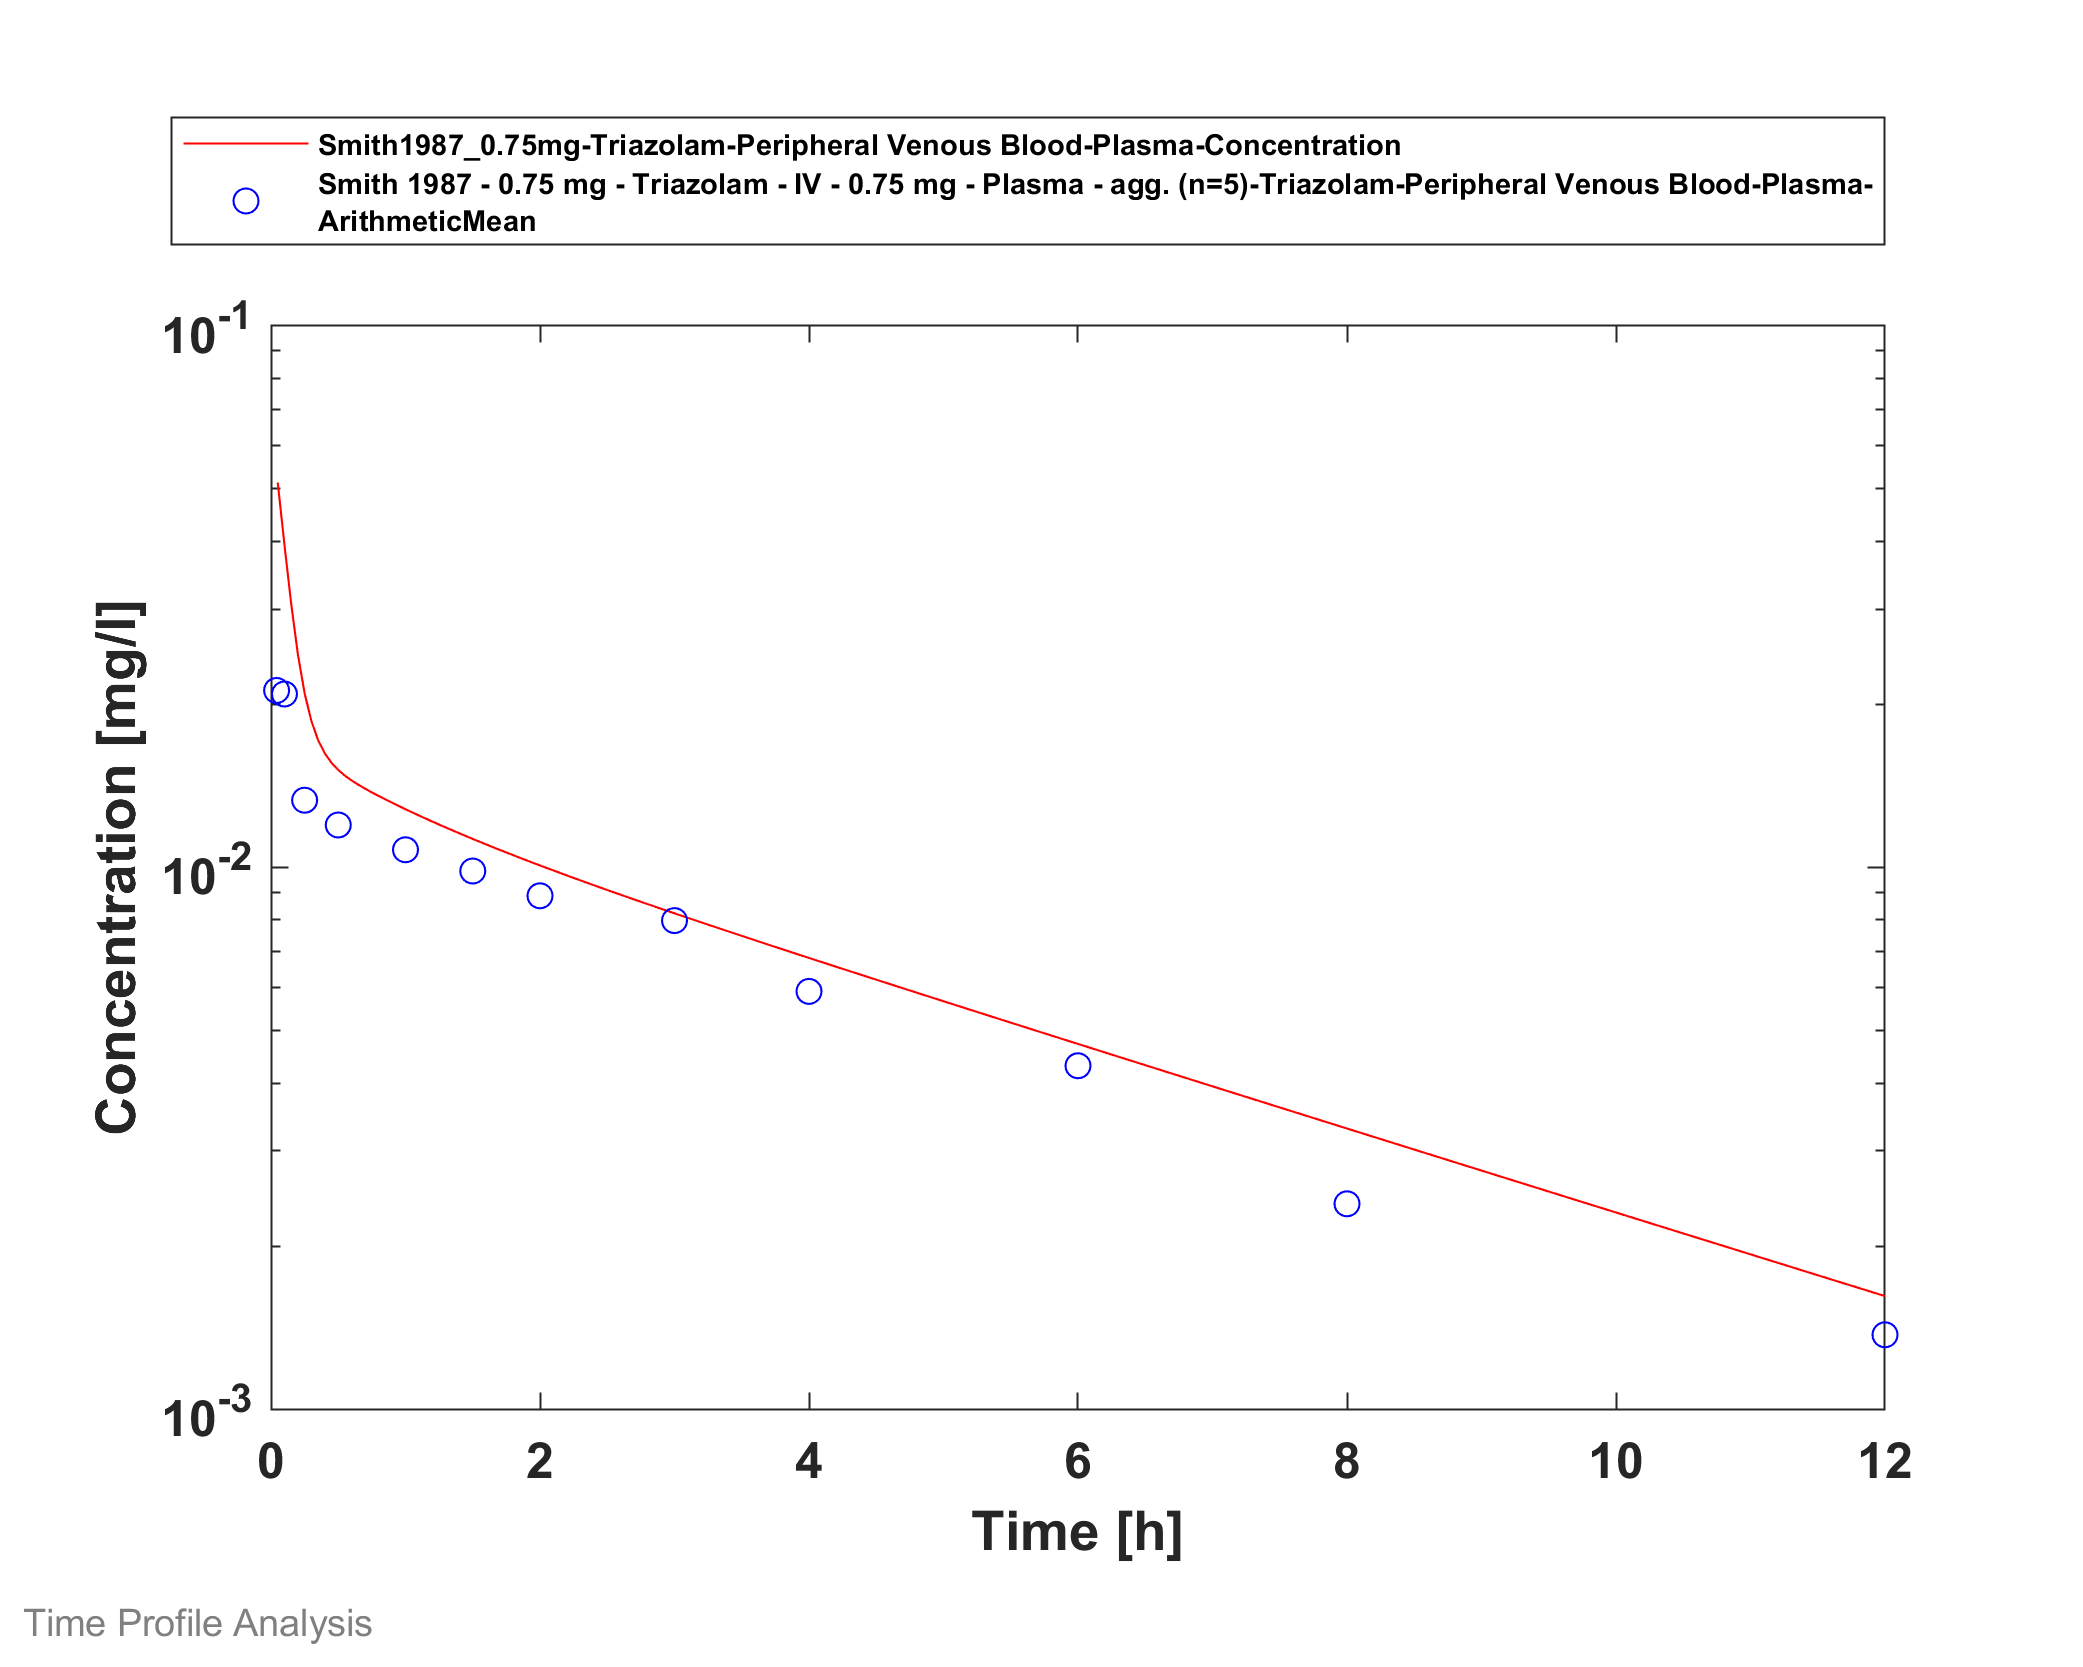 Smith1987_0.75mg-Triazolam-Peripheral Venous Blood-Plasma-Concentration
Smith 1987 - 0.75 mg - Triazolam - IV - 0.75 mg - Plasma - agg. (n=5)-Triazolam-Peripheral Venous Blood-Plasma-
ArithmeticMean
10^-1
10^-2
10^-3
Concentration [mg/l]
0 2 4 6 8 10 12
Time [h]
Time Profile Analysis